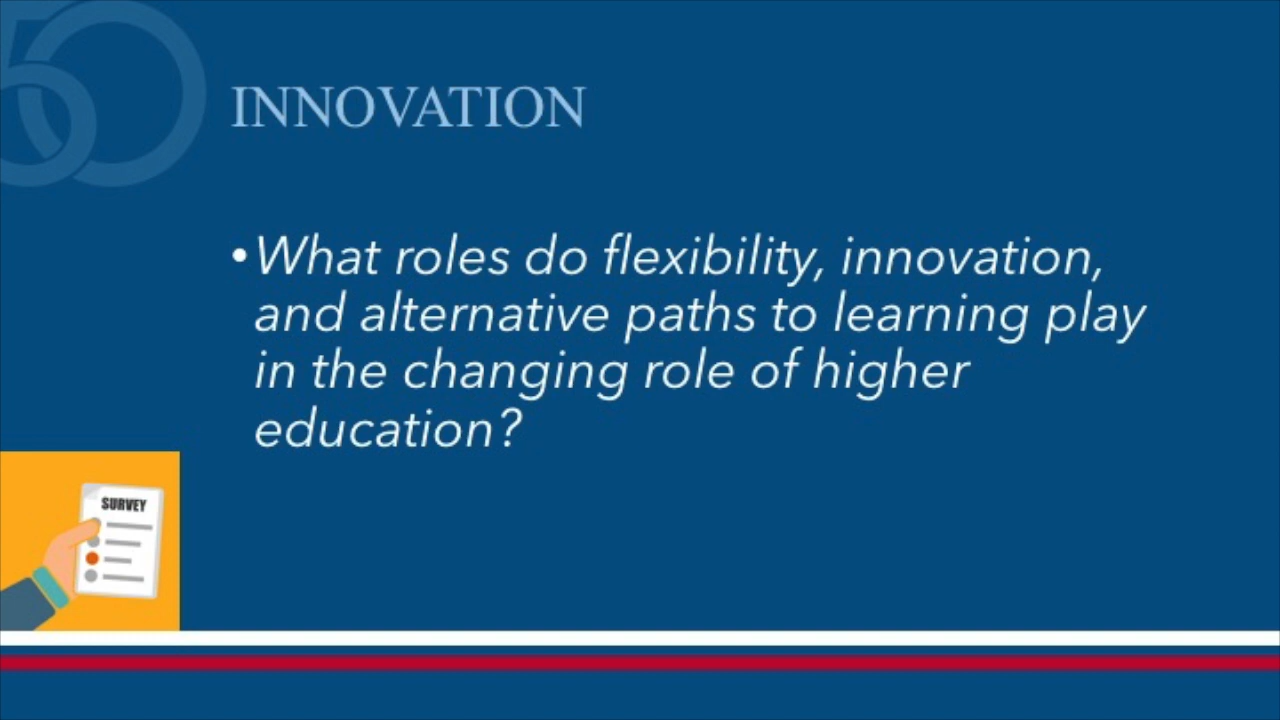 50
INNOVATION
•What roles do flexibility, innovation,
and alternative paths to learning play
in the changing role of higher
education?
SURVEY